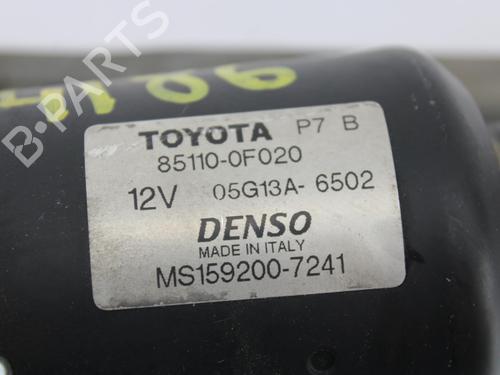 TOYOTA P7 B
85110-0F020
12V 05G13A-6502
DENSO
MADE IN ITALY
MS159200-7241
B-PARTS